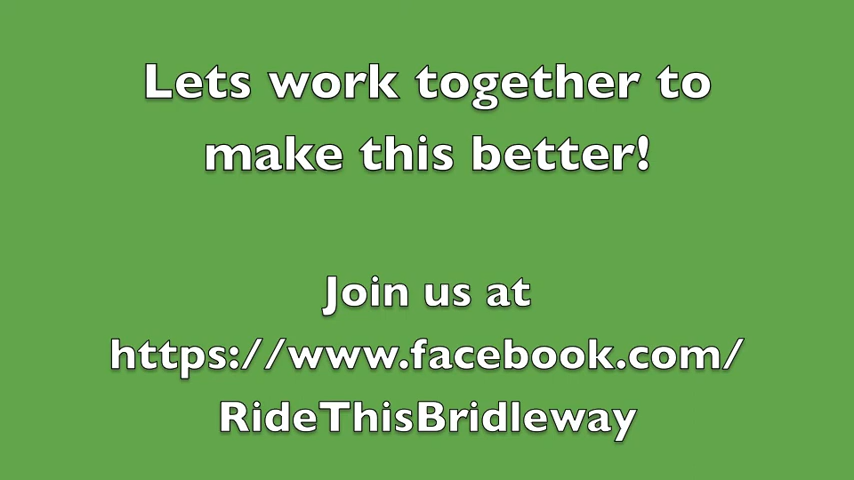 Lets work together to
make this better!
Join us at
https://www.facebook.com/
RideThisBridleway